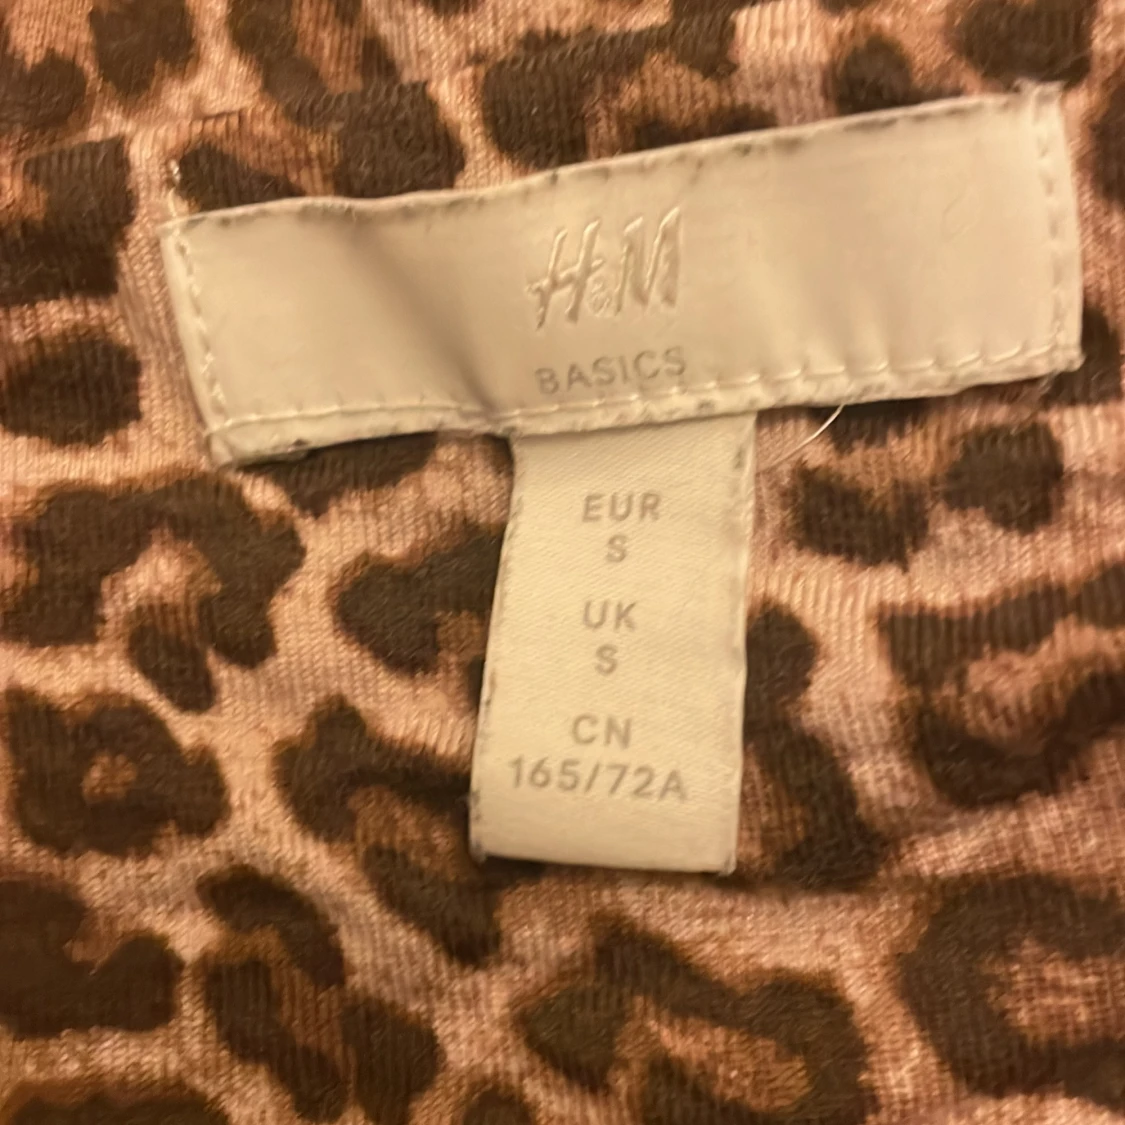 H&M
BASICS
EUR
S
UK
S
CN
165/72A